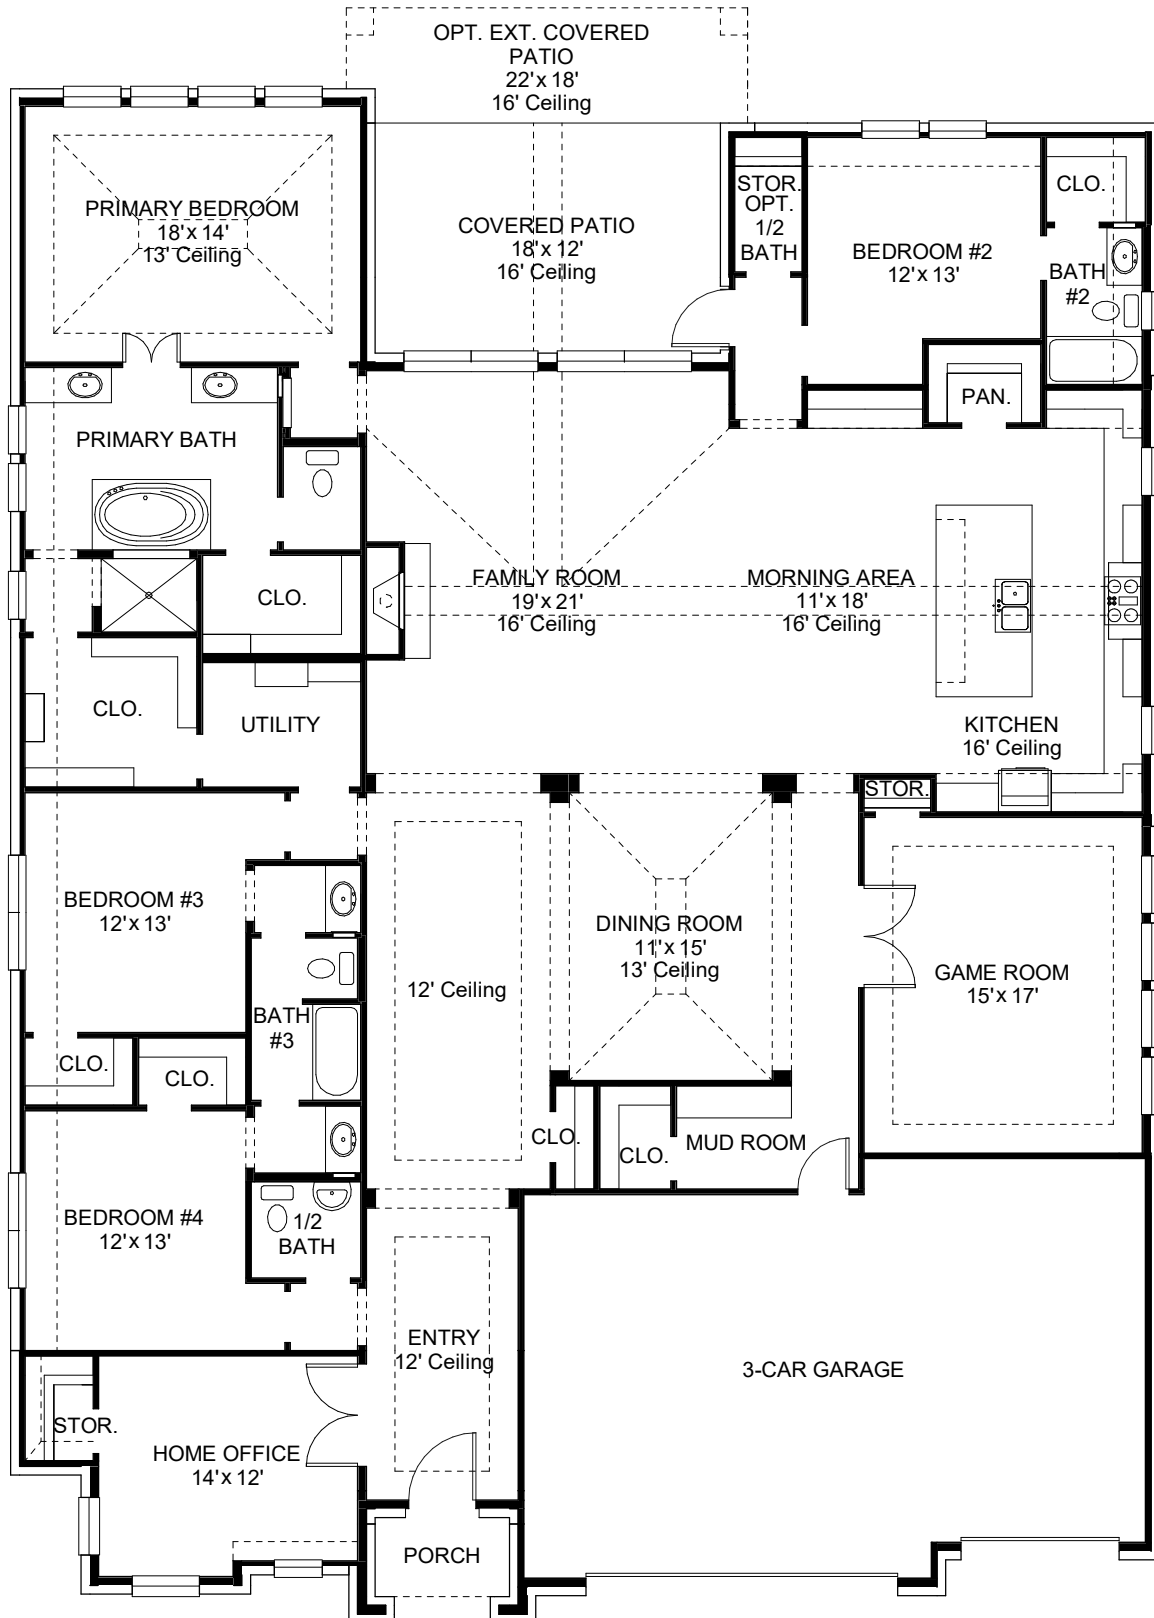 OPT. EXT. COVERED
PATIO
22' x 18'
16' Ceiling
PRIMARY BEDROOM
18' x 14'
13' Ceiling
COVERED PATIO
18' x 12'
16' Ceiling
STOR.
OPT.
1/2
BATH
BEDROOM #2
12' x 13'
CLO.
BATH
#2
PAN.
PRIMARY BATH
CLO.
FAMILY ROOM
19' x 21'
16' Ceiling
MORNING AREA
11' x 18'
16' Ceiling
CLO.
UTILITY
KITCHEN
16' Ceiling
STOR.
BEDROOM #3
12' x 13'
12' Ceiling
DINING ROOM
11' x 15'
13' Ceiling
GAME ROOM
15' x 17'
BATH
#3
CLO.
CLO.
CLO.
CLO.
MUD ROOM
BEDROOM #4
12' x 13'
1/2
BATH
ENTRY
12' Ceiling
3-CAR GARAGE
STOR.
HOME OFFICE
14' x 12'
PORCH